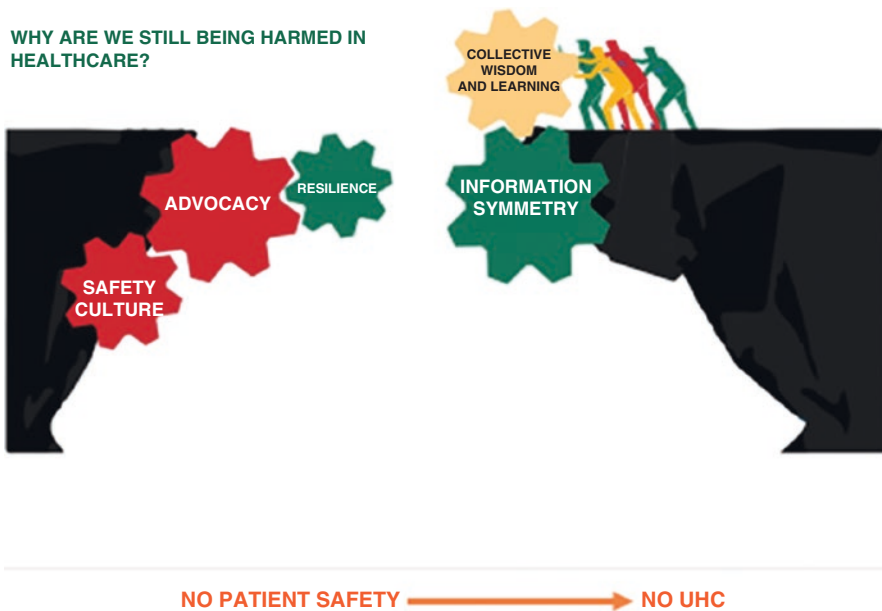 WHY ARE WE STILL BEING HARMED IN
HEALTHCARE?
COLLECTIVE
WISDOM
AND LEARNING
ADVOCACY
RESILIENCE
INFORMATION
SYMMETRY
SAFETY
CULTURE
NO PATIENT SAFETY
NO UHC